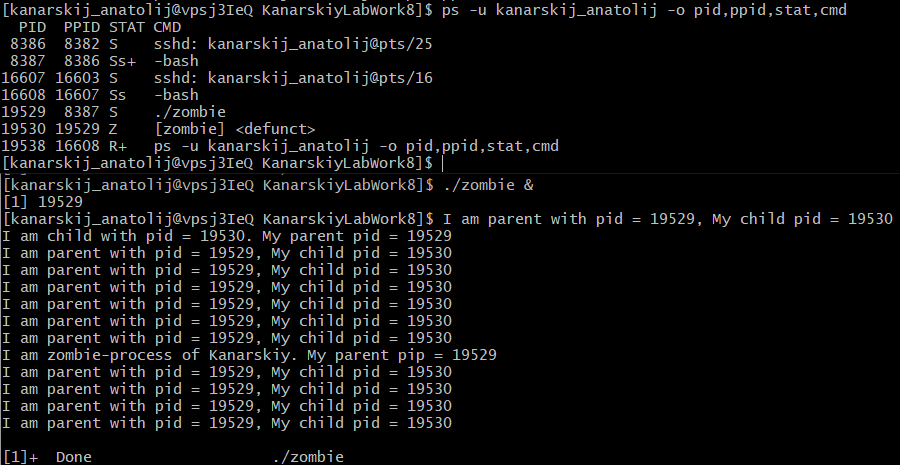 [kanarskij_anatolij@vpsj3IeQ KanarskiyLabWork8]$ ps -u kanarskij_anatolij -o pid,ppid,stat,cmd
  PID  PPID STAT CMD
 8386  8382 S    sshd: kanarskij_anatolij@pts/25
 8387  8386 Ss+  -bash
16607 16603 S    sshd: kanarskij_anatolij@pts/16
16608 16607 Ss   -bash
19529  8387 S    ./zombie
19530 19529 Z    [zombie] <defunct>
19538 16608 R+   ps -u kanarskij_anatolij -o pid,ppid,stat,cmd
[kanarskij_anatolij@vpsj3IeQ KanarskiyLabWork8]$
[kanarskij_anatolij@vpsj3IeQ KanarskiyLabWork8]$ ./zombie &
[1] 19529
[kanarskij_anatolij@vpsj3IeQ KanarskiyLabWork8]$ I am parent with pid = 19529, My child pid = 19530
I am child with pid = 19530. My parent pid = 19529
I am parent with pid = 19529, My child pid = 19530
I am parent with pid = 19529, My child pid = 19530
I am parent with pid = 19529, My child pid = 19530
I am parent with pid = 19529, My child pid = 19530
I am parent with pid = 19529, My child pid = 19530
I am parent with pid = 19529, My child pid = 19530
I am zombie-process of Kanarskiy. My parent pip = 19529
I am parent with pid = 19529, My child pid = 19530
I am parent with pid = 19529, My child pid = 19530
I am parent with pid = 19529, My child pid = 19530
I am parent with pid = 19529, My child pid = 19530
[1]+  Done                    ./zombie